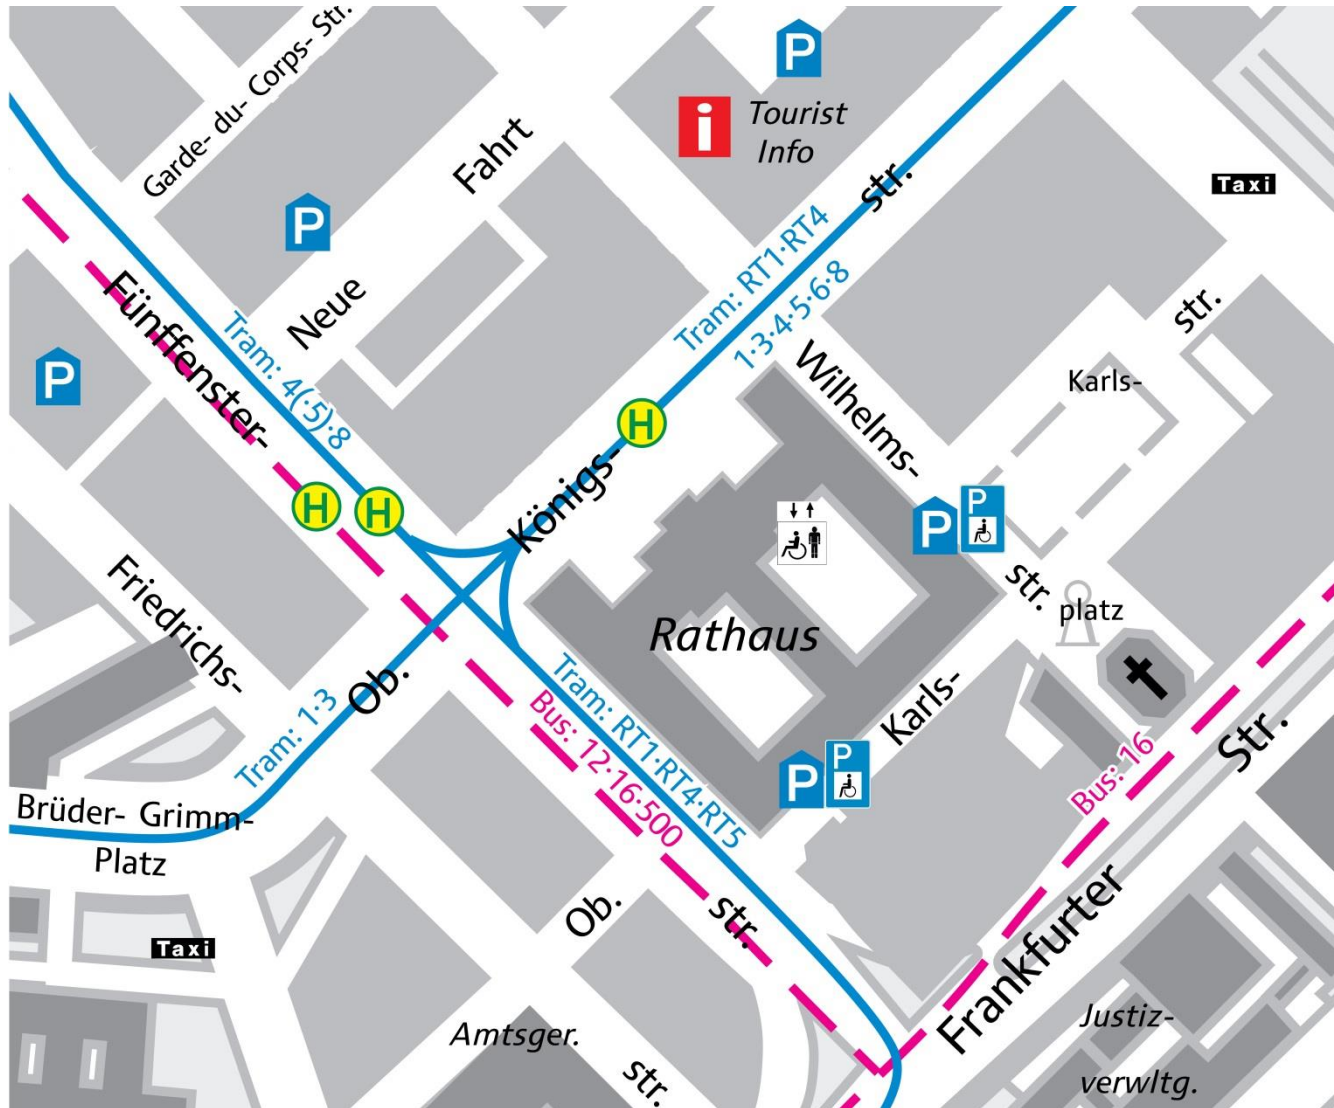 Garde- du- Corps- Str.
P
i
Tourist
Info
Taxi
Neue Fahrt
P
P
Fünffenster-
Tram: 4(·5)·8
Tram: RT1·RT4
1·3·4·5·6·8
Königs-
str.
H
H
H
Wilhelms-
str.
Karls-
str.
platz
P
P
Friedrichs-
Ob.
Tram: 1·3
Rathaus
Karls-
P
P
Bus: 12·16·500
Tram: RT1·RT4·RT5
Bus: 16
Brüder- Grimm-
Platz
Taxi
Ob.
str.
str.
Frankfurter
Str.
Amtsger.
Justiz-
verwltg.